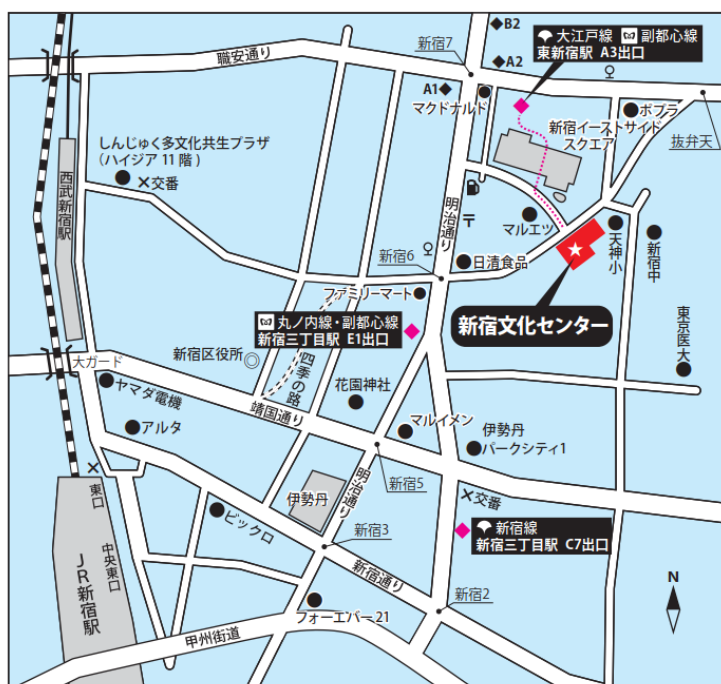 B2
大江戸線 副都心線
東新宿駅 A3出口
新宿7
職安通り
A2
A1
マクドナルド
ポプラ
新宿イーストサイド
スクエア
抜弁天
しんじゅく多文化共生プラザ
(ハイジア 11 階)
交番
西武新宿駅
明治通り
〒
マルエツ
天神小
新宿中
新宿6
日清食品
ファミリーマート
新宿文化センター
丸ノ内線・副都心線
新宿三丁目駅 E1出口
東京医大
大ガード
新宿区役所
四季の路
花園神社
ヤマダ電機
靖国通り
マルイメン
アルタ
伊勢丹
パークシティ1
新宿5
明治通り
東口
伊勢丹
交番
ビックロ
新宿3
新宿線
新宿三丁目駅 C7出口
中央東口
JR新宿駅
新宿通り
N
新宿2
フォーエバー21
甲州街道